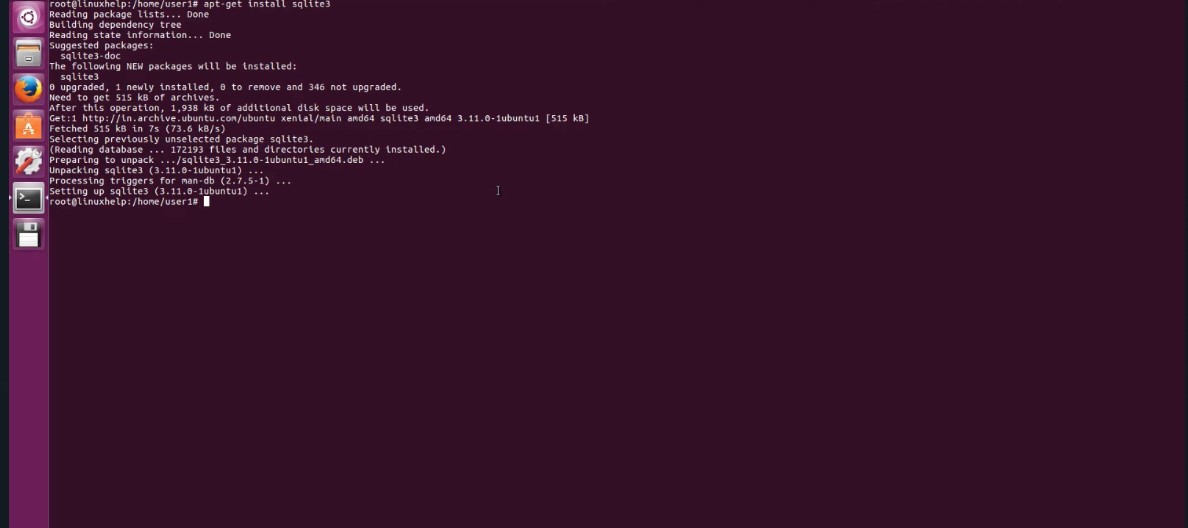 root@linuxhelp:/home/user1# apt-get install sqlite3
Reading package lists... Done
Building dependency tree
Reading state information... Done
Suggested packages:
  sqlite3-doc
The following NEW packages will be installed:
  sqlite3
0 upgraded, 1 newly installed, 0 to remove and 346 not upgraded.
Need to get 515 kB of archives.
After this operation, 1,938 kB of additional disk space will be used.
Get:1 http://in.archive.ubuntu.com/ubuntu xenial/main amd64 sqlite3 amd64 3.11.0-1ubuntu1 [515 kB]
Fetched 515 kB in 7s (73.6 kB/s)
Selecting previously unselected package sqlite3.
(Reading database ... 172193 files and directories currently installed.)
Preparing to unpack .../sqlite3_3.11.0-1ubuntu1_amd64.deb ...
Unpacking sqlite3 (3.11.0-1ubuntu1) ...
Processing triggers for man-db (2.7.5-1) ...
Setting up sqlite3 (3.11.0-1ubuntu1) ...
root@linuxhelp:/home/user1#